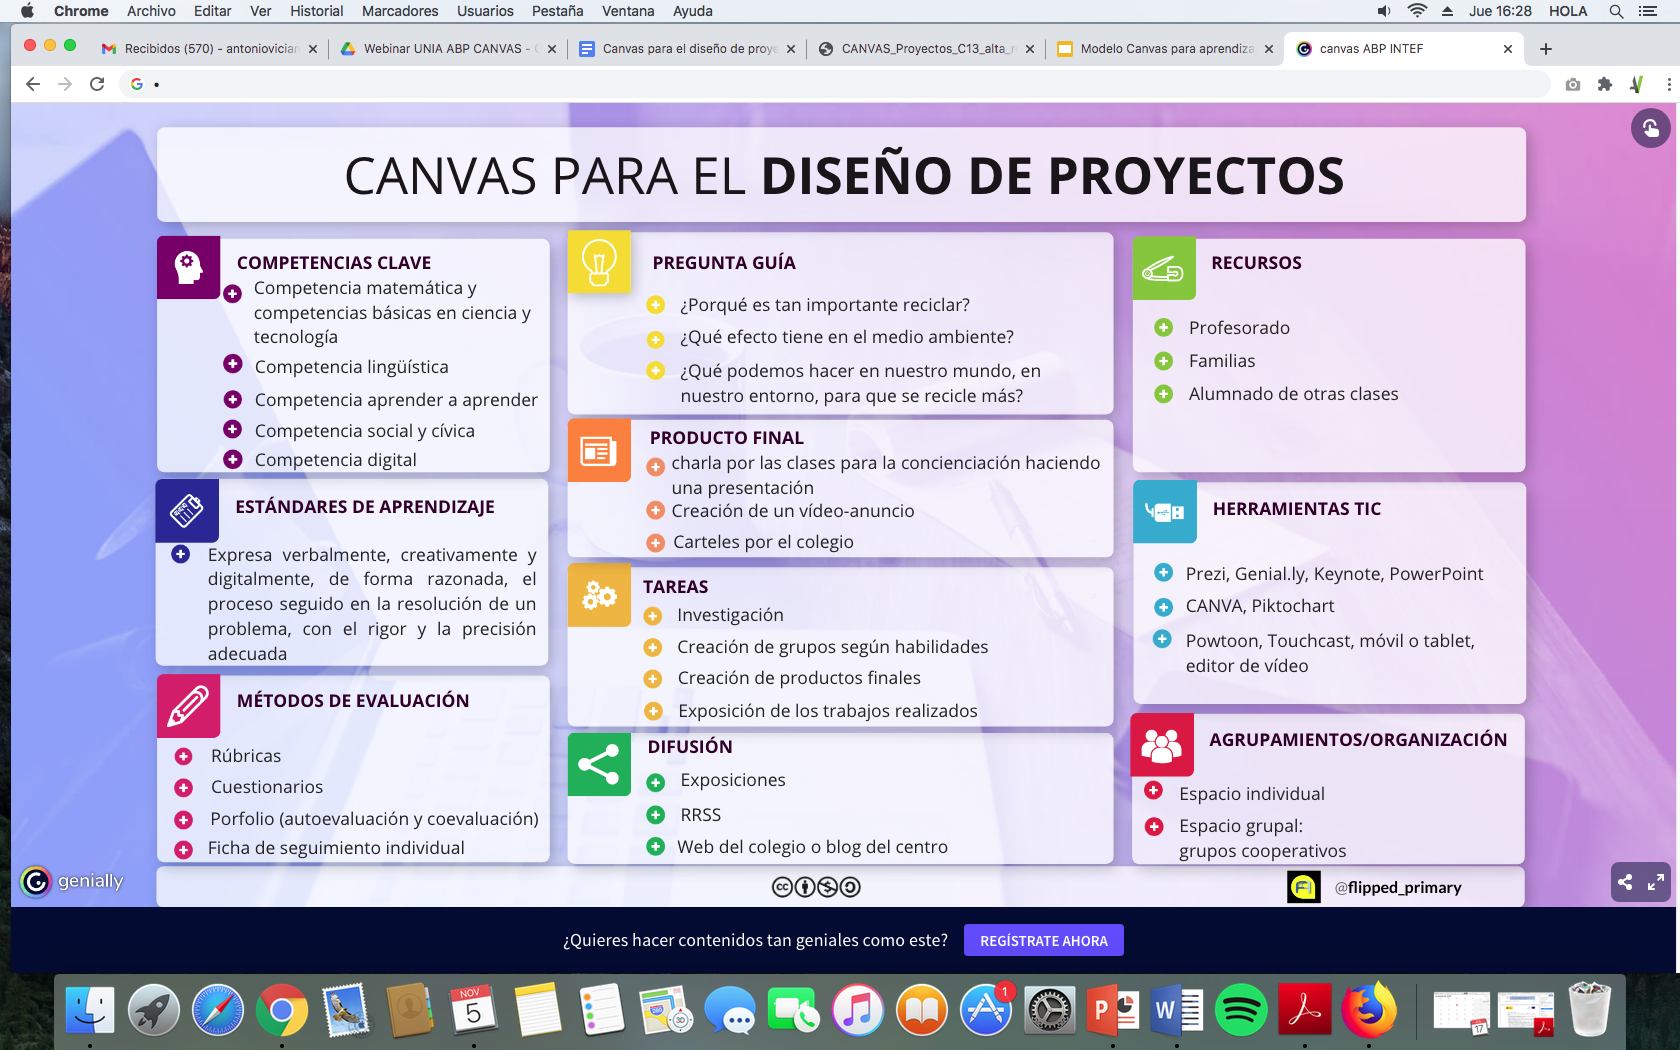 Chrome Archivo Editar Ver Historial Marcadores Usuarios Pestaña Ventana Ayuda Jue 16:28 HOLA
Recibidos (570) - antoniovician Webinar UNIA ABP CANVAS - Canvas para el diseño de proye CANVAS_Proyectos_C13_alta_ Modelo Canvas para aprendiza canvas ABP INTEF
CANVAS PARA EL DISEÑO DE PROYECTOS
COMPETENCIAS CLAVE
Competencia matemática y
competencias básicas en ciencia y
tecnología
Competencia lingüística
Competencia aprender a aprender
Competencia social y cívica
Competencia digital
ESTÁNDARES DE APRENDIZAJE
Expresa verbalmente, creativamente y
digitalmente, de forma razonada, el
proceso seguido en la resolución de un
problema, con el rigor y la precisión
adecuada
MÉTODOS DE EVALUACIÓN
Rúbricas
Cuestionarios
Porfolio (autoevaluación y coevaluación)
Ficha de seguimiento individual
PREGUNTA GUÍA
¿Porqué es tan importante reciclar?
¿Qué efecto tiene en el medio ambiente?
¿Qué podemos hacer en nuestro mundo, en
nuestro entorno, para que se recicle más?
PRODUCTO FINAL
charla por las clases para la concienciación haciendo
una presentación
Creación de un vídeo-anuncio
Carteles por el colegio
TAREAS
Investigación
Creación de grupos según habilidades
Creación de productos finales
Exposición de los trabajos realizados
DIFUSIÓN
Exposiciones
RRSS
Web del colegio o blog del centro
RECURSOS
Profesorado
Familias
Alumnado de otras clases
HERRAMIENTAS TIC
Prezi, Genial.ly, Keynote, PowerPoint
CANVA, Piktochart
Powtoon, Touchcast, móvil o tablet,
editor de vídeo
AGRUPAMIENTOS/ORGANIZACIÓN
Espacio individual
Espacio grupal:
grupos cooperativos
genially
cc
@flipped_primary
¿Quieres hacer contenidos tan geniales como este? REGÍSTRATE AHORA
NOV
5
3D
1
P
W
17